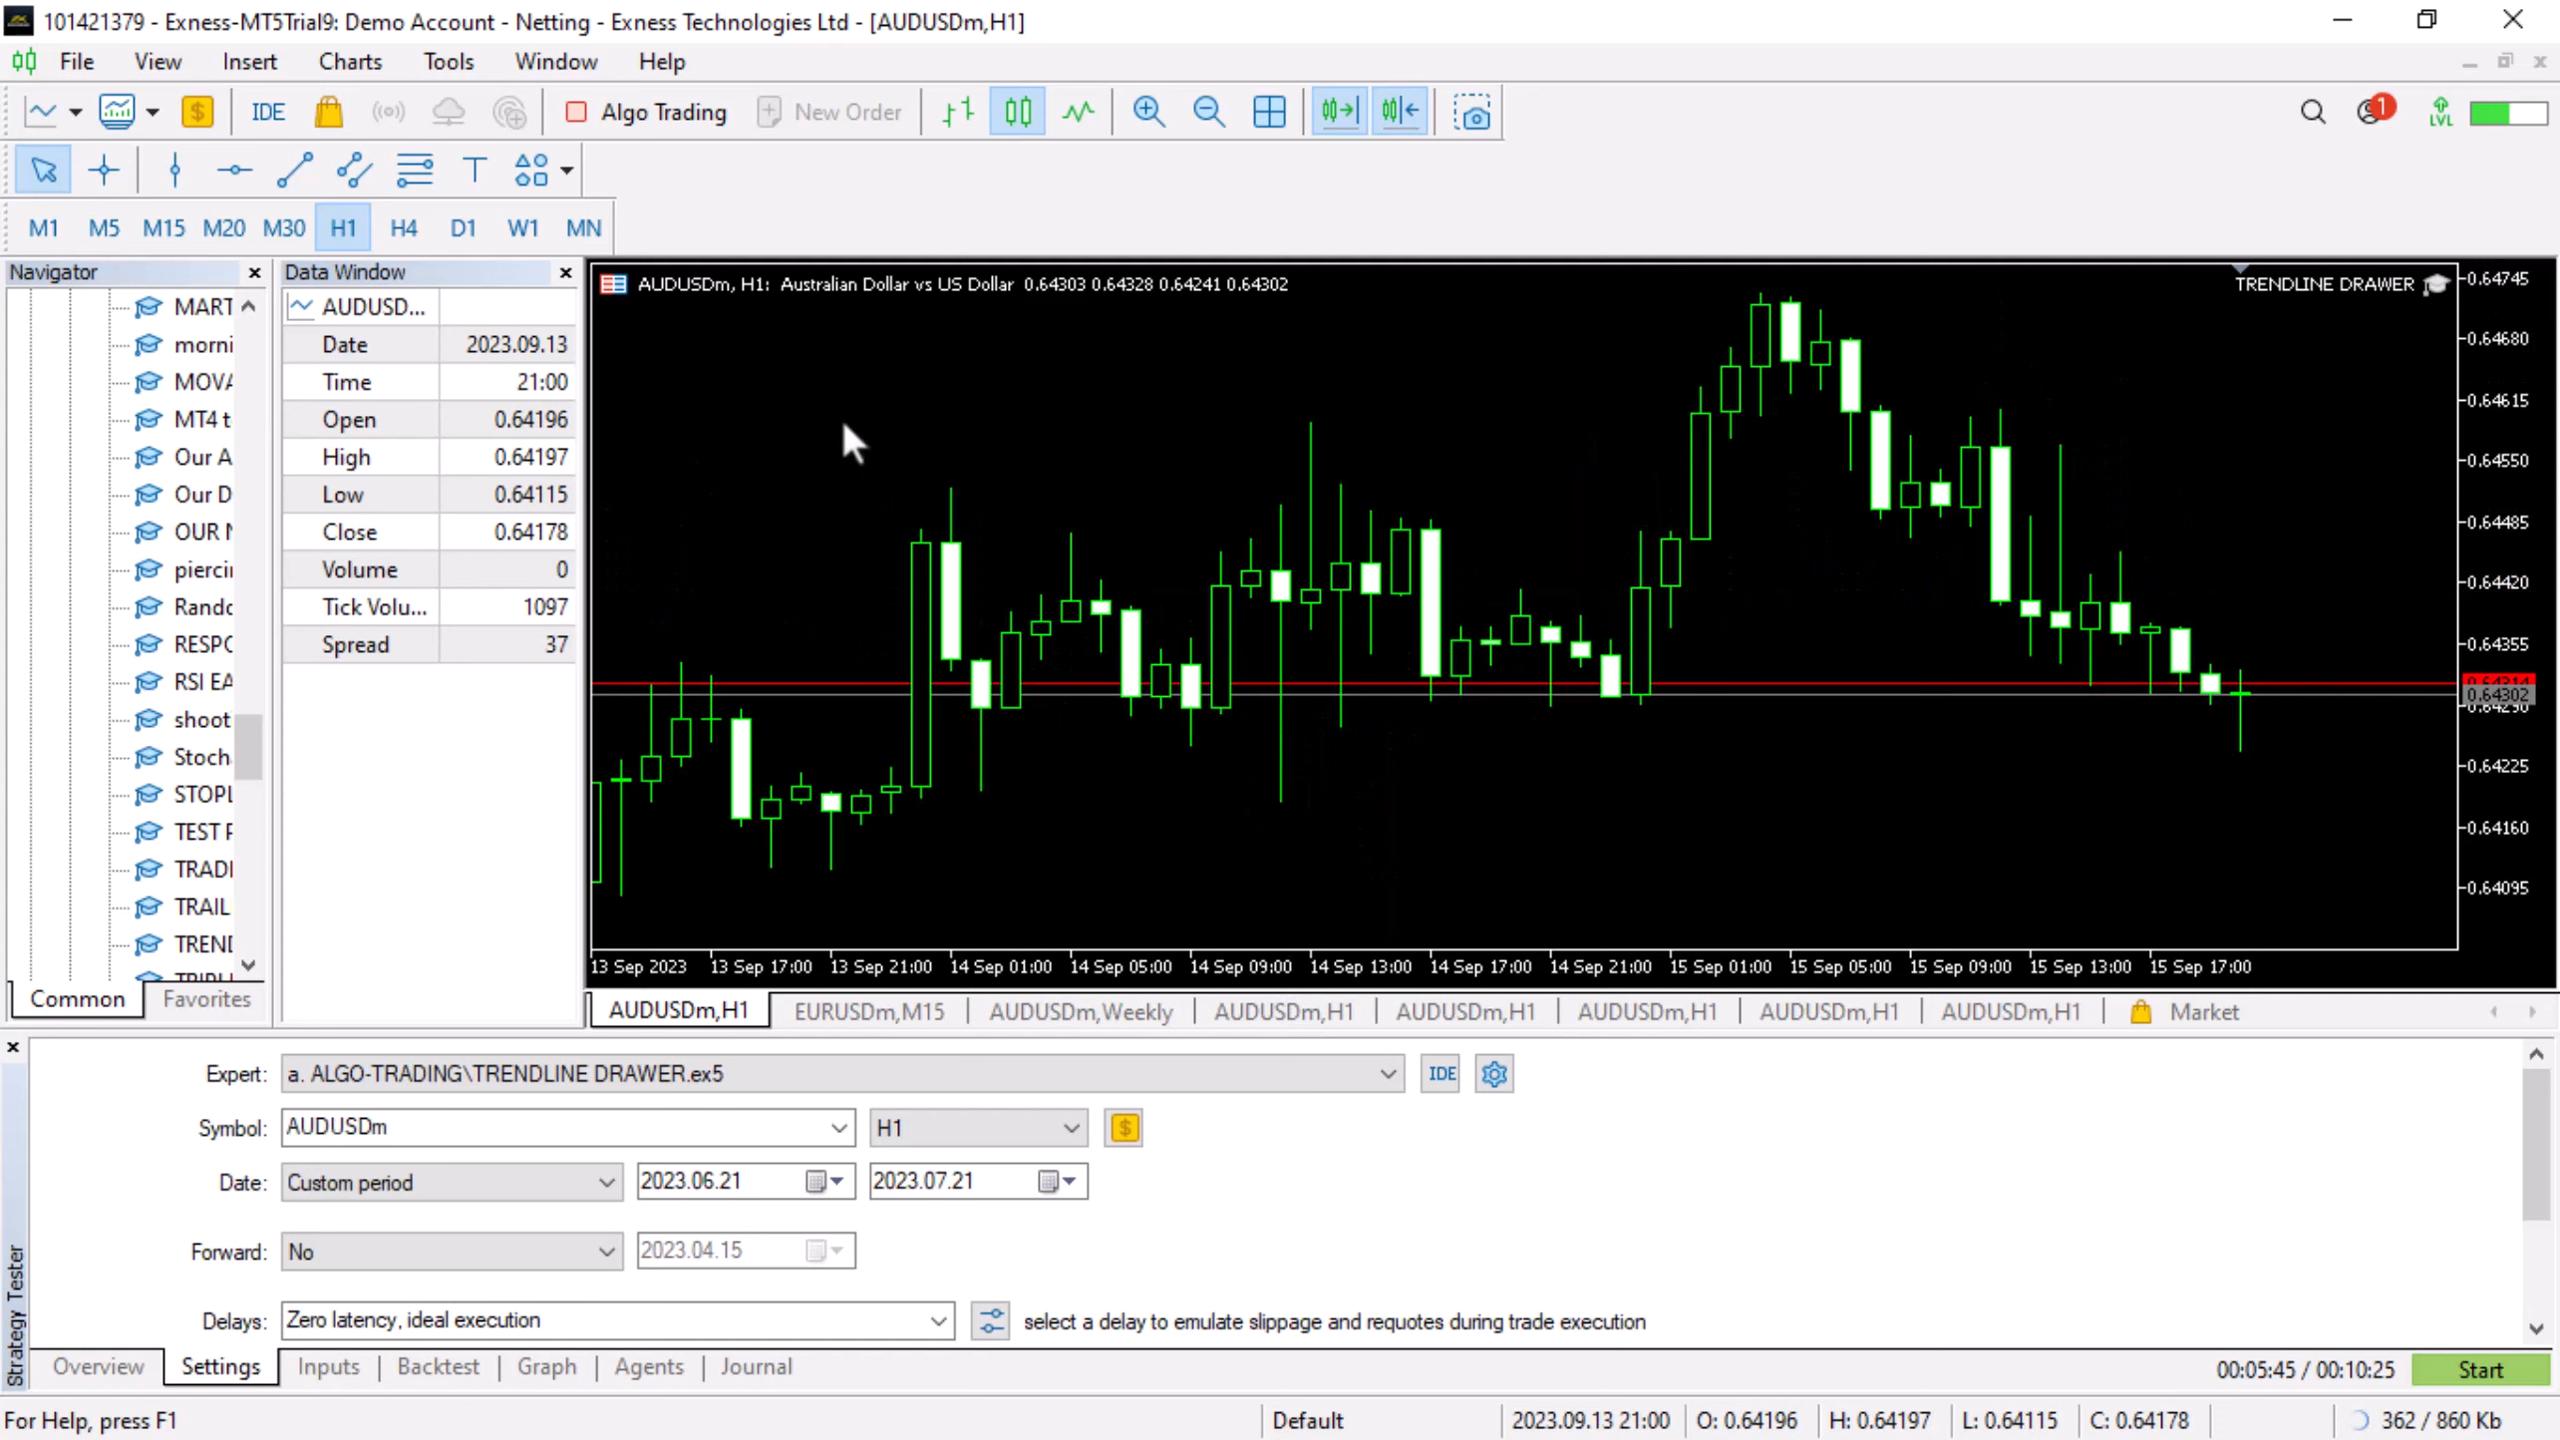 101421379 - Exness-MT5Trial9: Demo Account - Netting - Exness Technologies Ltd - [AUDUSDm,H1]
File View Insert Charts Tools Window Help
IDE Algo Trading New Order 1 LVL
M1 M5 M15 M20 M30 H1 H4 D1 W1 MN
Navigator
MART
morni
MOVA
MT4 t
Our A
Our D
OUR N
piercin
Rando
RESPO
RSI EA
shoot
Stoch
STOPL
TEST P
TRADI
TRAIL
TREND
TRIPL
Common Favorites
Data Window
AUDUSD...
Date 2023.09.13
Time 21:00
Open 0.64196
High 0.64197
Low 0.64115
Close 0.64178
Volume 0
Tick Volu... 1097
Spread 37
AUDUSDm, H1: Australian Dollar vs US Dollar 0.64303 0.64328 0.64241 0.64302
TRENDLINE DRAWER
0.64745
0.64680
0.64615
0.64550
0.64485
0.64420
0.64355
0.64314
0.64302
0.64290
0.64225
0.64160
0.64095
13 Sep 2023 13 Sep 17:00 13 Sep 21:00 14 Sep 01:00 14 Sep 05:00 14 Sep 09:00 14 Sep 13:00 14 Sep 17:00 14 Sep 21:00 15 Sep 01:00 15 Sep 05:00 15 Sep 09:00 15 Sep 13:00 15 Sep 17:00
AUDUSDm,H1 EURUSDm,M15 AUDUSDm,Weekly AUDUSDm,H1 AUDUSDm,H1 AUDUSDm,H1 AUDUSDm,H1 AUDUSDm,H1 Market
Strategy Tester
Expert: a. ALGO-TRADING\TRENDLINE DRAWER.ex5 IDE
Symbol: AUDUSDm H1
Date: Custom period 2023.06.21 2023.07.21
Forward: No 2023.04.15
Delays: Zero latency, ideal execution select a delay to emulate slippage and requotes during trade execution
Overview Settings Inputs Backtest Graph Agents Journal 00:05:45 / 00:10:25 Start
For Help, press F1 Default 2023.09.13 21:00 O: 0.64196 H: 0.64197 L: 0.64115 C: 0.64178 362 / 860 Kb